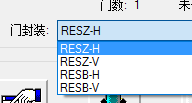 门数: 1
门封装: RESZ-H
RESZ-H
RESZ-V
RESB-H
RESB-V